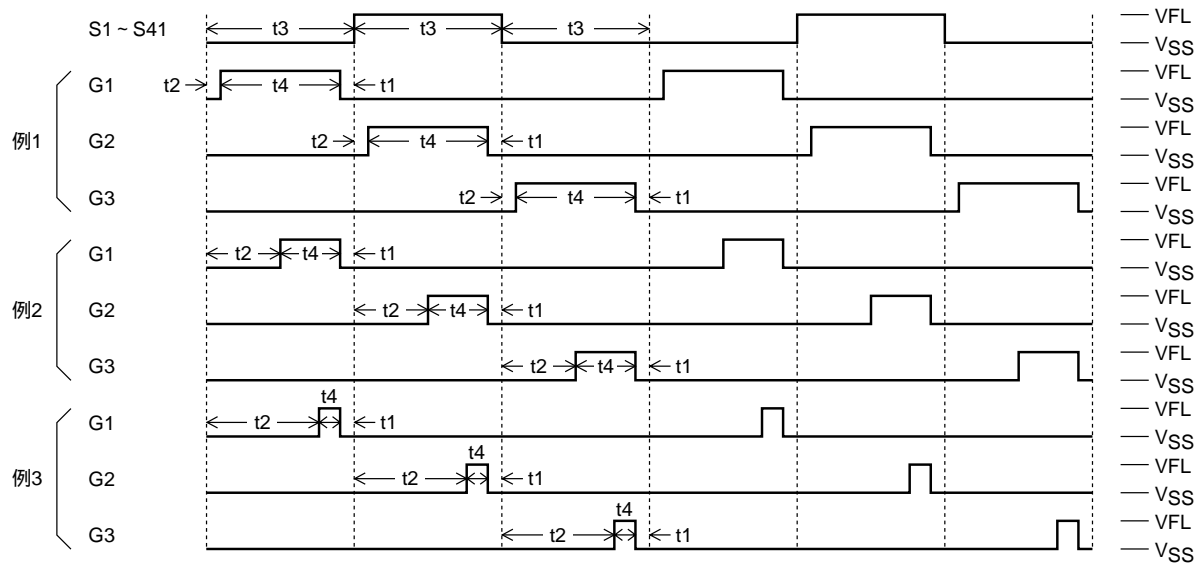 S1 ~ S41 t3 t3 t3 VFL
VSS
例1
G1 t2 t4 t1 VFL
VSS
G2 t2 t4 t1 VFL
VSS
G3 t2 t4 t1 VFL
VSS
例2
G1 t2 t4 t1 VFL
VSS
G2 t2 t4 t1 VFL
VSS
G3 t2 t4 t1 VFL
VSS
例3
t4
G1 t2 t1 VFL
VSS
t4
G2 t2 t1 VFL
VSS
t4
G3 t2 t1 VFL
VSS